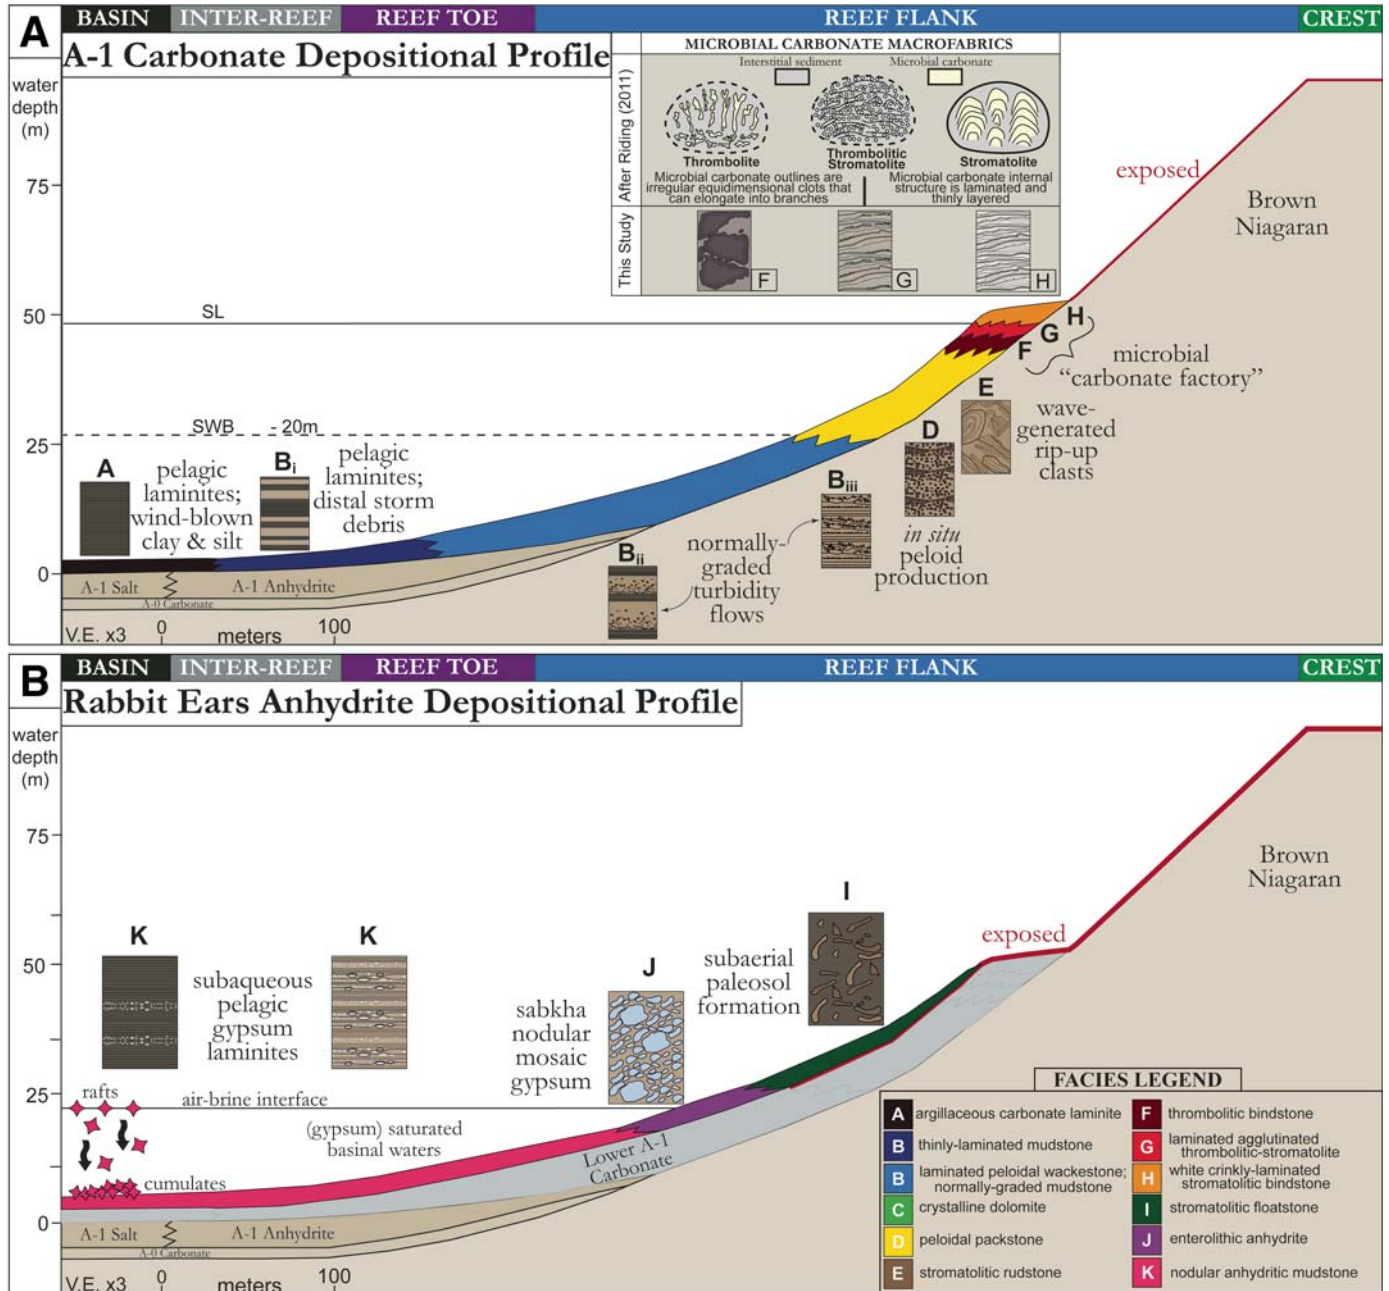 A
BASIN
INTER-REEF
REEF TOE
REEF FLANK
CREST
A-1 Carbonate Depositional Profile
water
depth
(m)
75
50
25
0
MICROBIAL CARBONATE MACROFABRICS
After Riding (2011)
Interstitial sediment
Microbial carbonate
Thrombolite
Thrombolitic
Stromatolite
Stromatolite
Microbial carbonate outlines are
irregular equidimensional clots that
can elongate into branches
Microbial carbonate internal
structure is laminated and
thinly layered
This Study
F
G
H
exposed
Brown
Niagaran
SL
H
G
F
microbial
"carbonate factory"
E
wave-
generated
rip-up
clasts
D
in situ
peloid
production
SWB - 20m
A
pelagic
laminites;
wind-blown
clay & silt
Bi
pelagic
laminites;
distal storm
debris
Biii
normally-
graded
turbidity
flows
Bii
A-1 Salt
A-1 Anhydrite
A-0 Carbonate
V.E. x3
0
meters
100
B
BASIN
INTER-REEF
REEF TOE
REEF FLANK
CREST
Rabbit Ears Anhydrite Depositional Profile
water
depth
(m)
75
50
25
0
Brown
Niagaran
exposed
I
subaerial
paleosol
formation
J
sabkha
nodular
mosaic
gypsum
K
subaqueous
pelagic
gypsum
laminites
K
rafts
air-brine interface
(gypsum) saturated
basinal waters
cumulates
Lower A-1
Carbonate
A-1 Salt
A-1 Anhydrite
A-0 Carbonate
V.E. x3
0
meters
100
FACIES LEGEND
A argillaceous carbonate laminite
B thinly-laminated mudstone
B laminated peloidal wackestone;
normally-graded mudstone
C crystalline dolomite
D peloidal packstone
E stromatolitic rudstone
F thrombolitic bindstone
G laminated agglutinated
thrombolitic-stromatolite
H white crinkly-laminated
stromatolitic bindstone
I stromatolitic floatstone
J enterolithic anhydrite
K nodular anhydritic mudstone